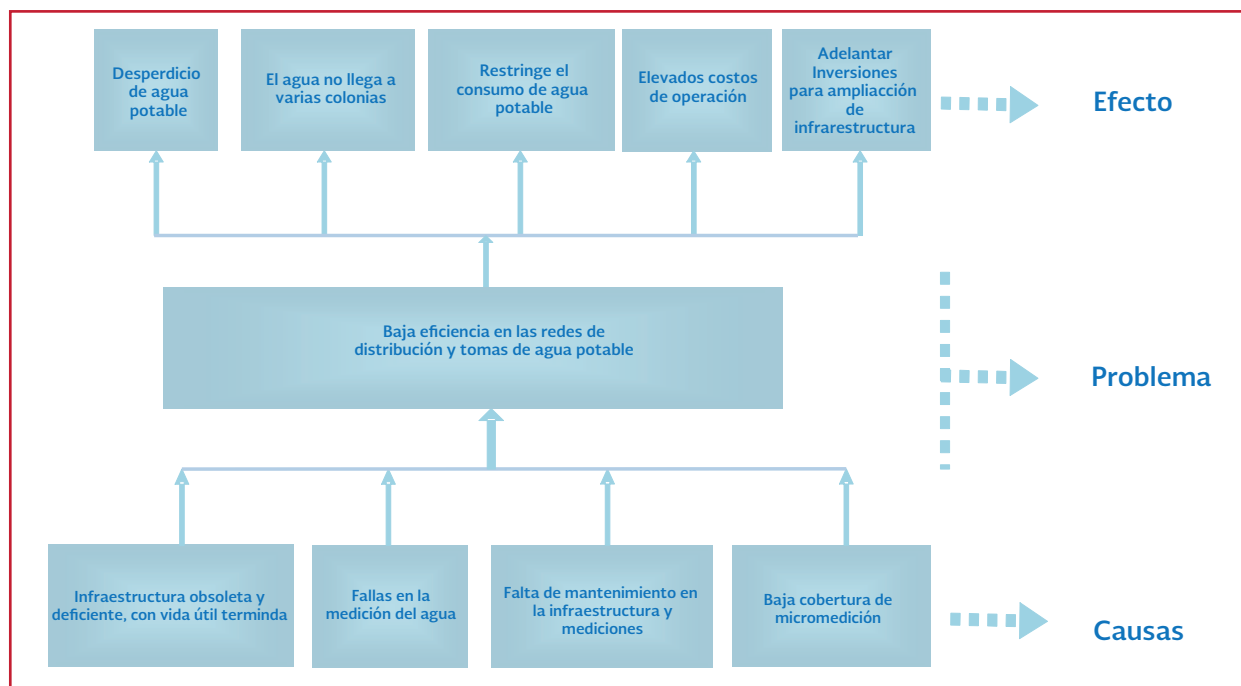 Desperdicio
de agua
potable
El agua no llega a
varias colonias
Restringe el
consumo de agua
potable
Elevados costos
de operación
Adelantar
Inversiones
para ampliacción
de
infrarestructura
Efecto
Baja eficiencia en las redes de
distribución y tomas de agua potable
Problema
Infraestructura obsoleta y
deficiente, con vida útil terminda
Fallas en la
medición del agua
Falta de mantenimiento en
la infraestructura y
mediciones
Baja cobertura de
micromedición
Causas